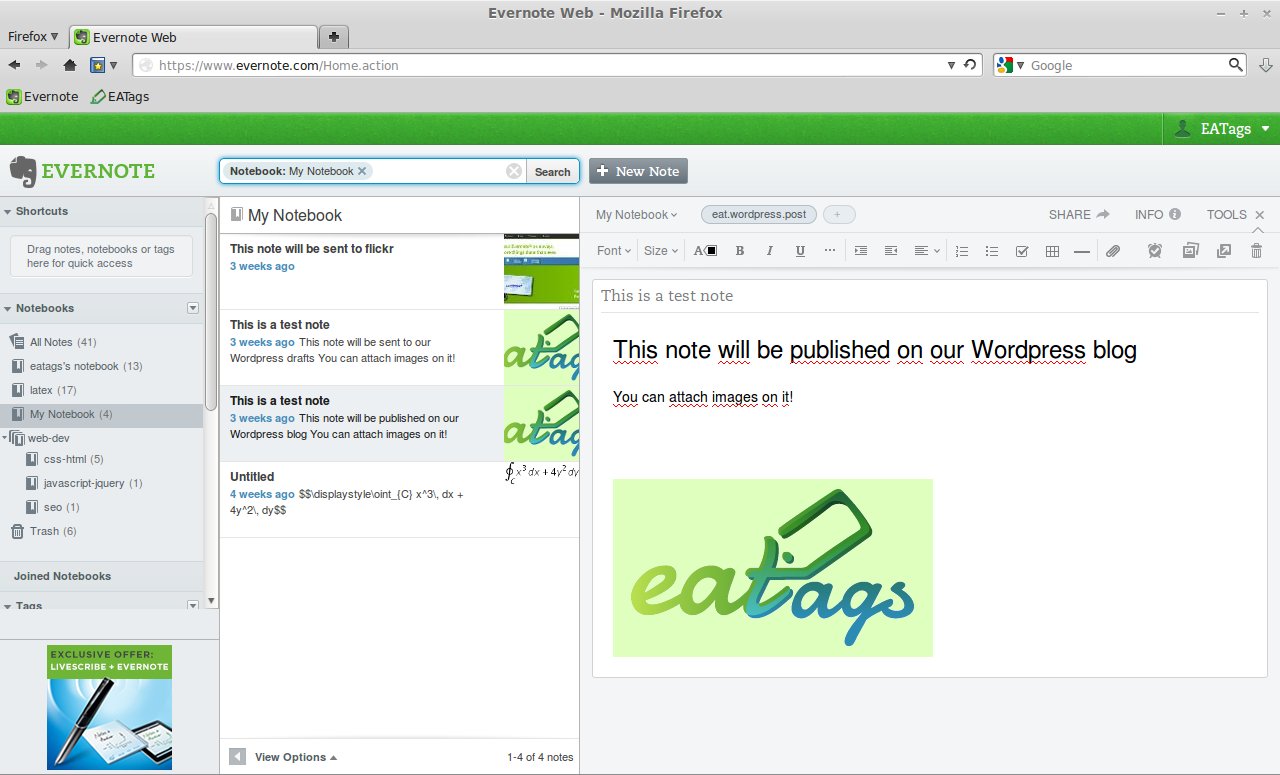 Evernote Web - Mozilla Firefox
Firefox
Evernote Web
https://www.evernote.com/Home.action
Google
Evernote
EATags
EATags
EVERNOTE
Notebook: My Notebook
Search
New Note
Shortcuts
Drag notes, notebooks or tags
here for quick access
Notebooks
All Notes (41)
eatags's notebook (13)
latex (17)
My Notebook (4)
web-dev
css-html (5)
javascript-jquery (1)
seo (1)
Trash (6)
Joined Notebooks
Tags
EXCLUSIVE OFFER:
LIVESCRIBE + EVERNOTE
My Notebook
This note will be sent to flickr
3 weeks ago
This is a test note
3 weeks ago This note will be sent to our
Wordpress drafts You can attach images on it!
eatags
This is a test note
3 weeks ago This note will be published on our
Wordpress blog You can attach images on it!
eatags
Untitled
4 weeks ago $$\displaystyle\oint_{C} x^3\, dx +
4y^2\, dy$$
∮C x³ dx + 4y² dy
View Options
1-4 of 4 notes
My Notebook
eat.wordpress.post
+
SHARE
INFO
TOOLS
Font
Size
A
B
I
U
This is a test note
This note will be published on our Wordpress blog
You can attach images on it!
eatags